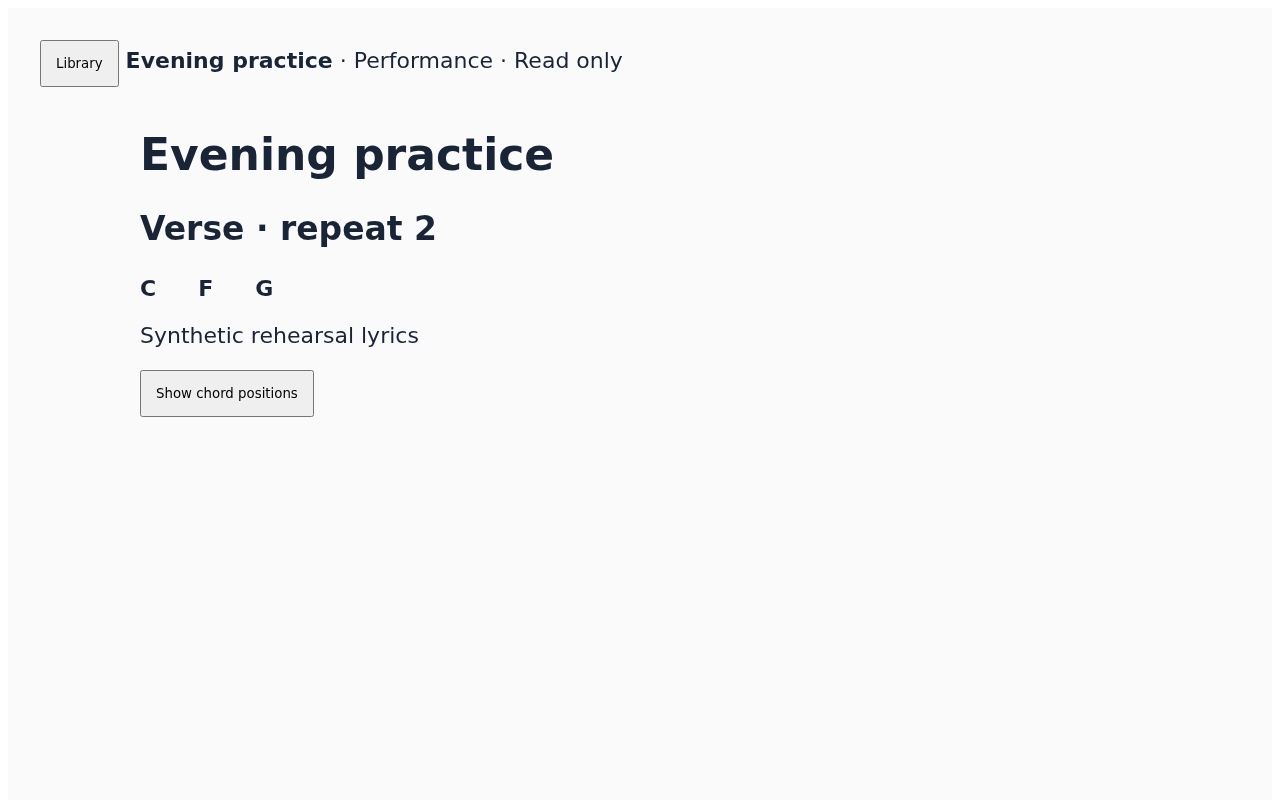 Library Evening practice · Performance · Read only
Evening practice
Verse · repeat 2
C F G
Synthetic rehearsal lyrics
Show chord positions